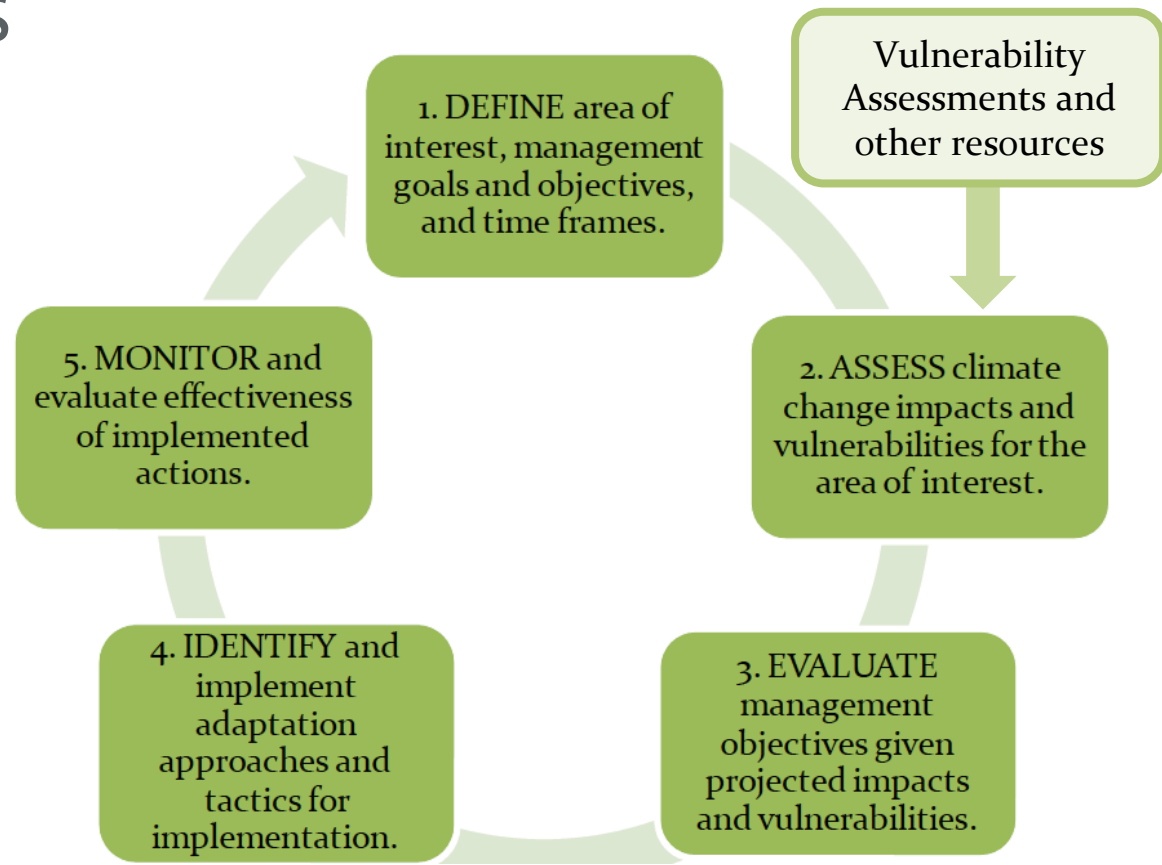 s
1. DEFINE area of
interest, management
goals and objectives,
and time frames.
Vulnerability
Assessments and
other resources
2. ASSESS climate
change impacts and
vulnerabilities for the
area of interest.
3. EVALUATE
management
objectives given
projected impacts
and vulnerabilities.
4. IDENTIFY and
implement
adaptation
approaches and
tactics for
implementation.
5. MONITOR and
evaluate effectiveness
of implemented
actions.